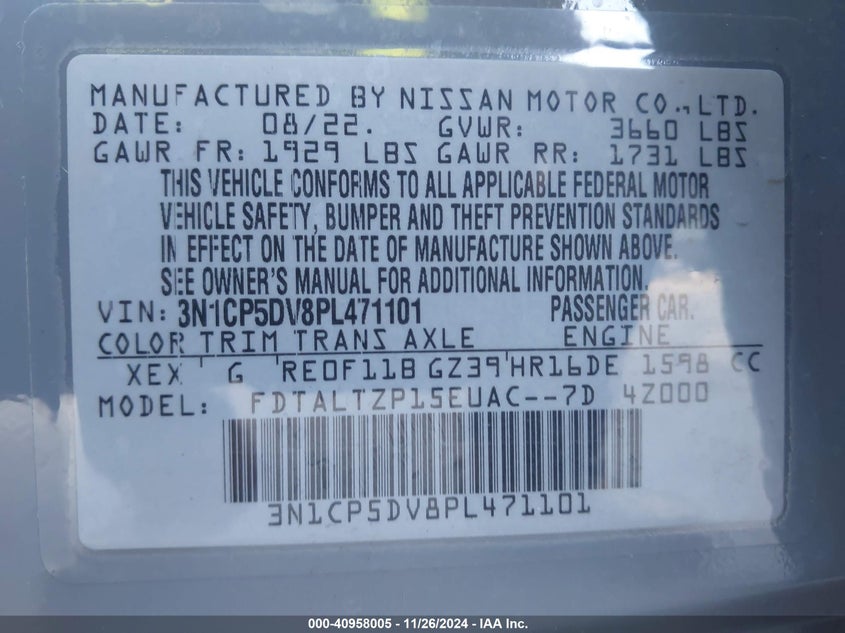 MANUFACTURED BY NISSAN MOTOR CO., LTD.
DATE: 08/22. GVWR: 3660 LBS
GAWR FR: 1929 LBS GAWR RR: 1731 LBS
THIS VEHICLE CONFORMS TO ALL APPLICABLE FEDERAL MOTOR
VEHICLE SAFETY, BUMPER AND THEFT PREVENTION STANDARDS
IN EFFECT ON THE DATE OF MANUFACTURE SHOWN ABOVE.
SEE OWNER'S MANUAL FOR ADDITIONAL INFORMATION.
VIN: 3N1CP5DV8PL471101 PASSENGER CAR.
COLOR TRIM TRANS AXLE ENGINE
XEX G RE0F11B GZ39 HR16DE 1598 CC
MODEL: FDTALTZP15EUAC--7D 4Z000
3N1CP5DV8PL471101
000-40958005 - 11/26/2024 - IAA Inc.